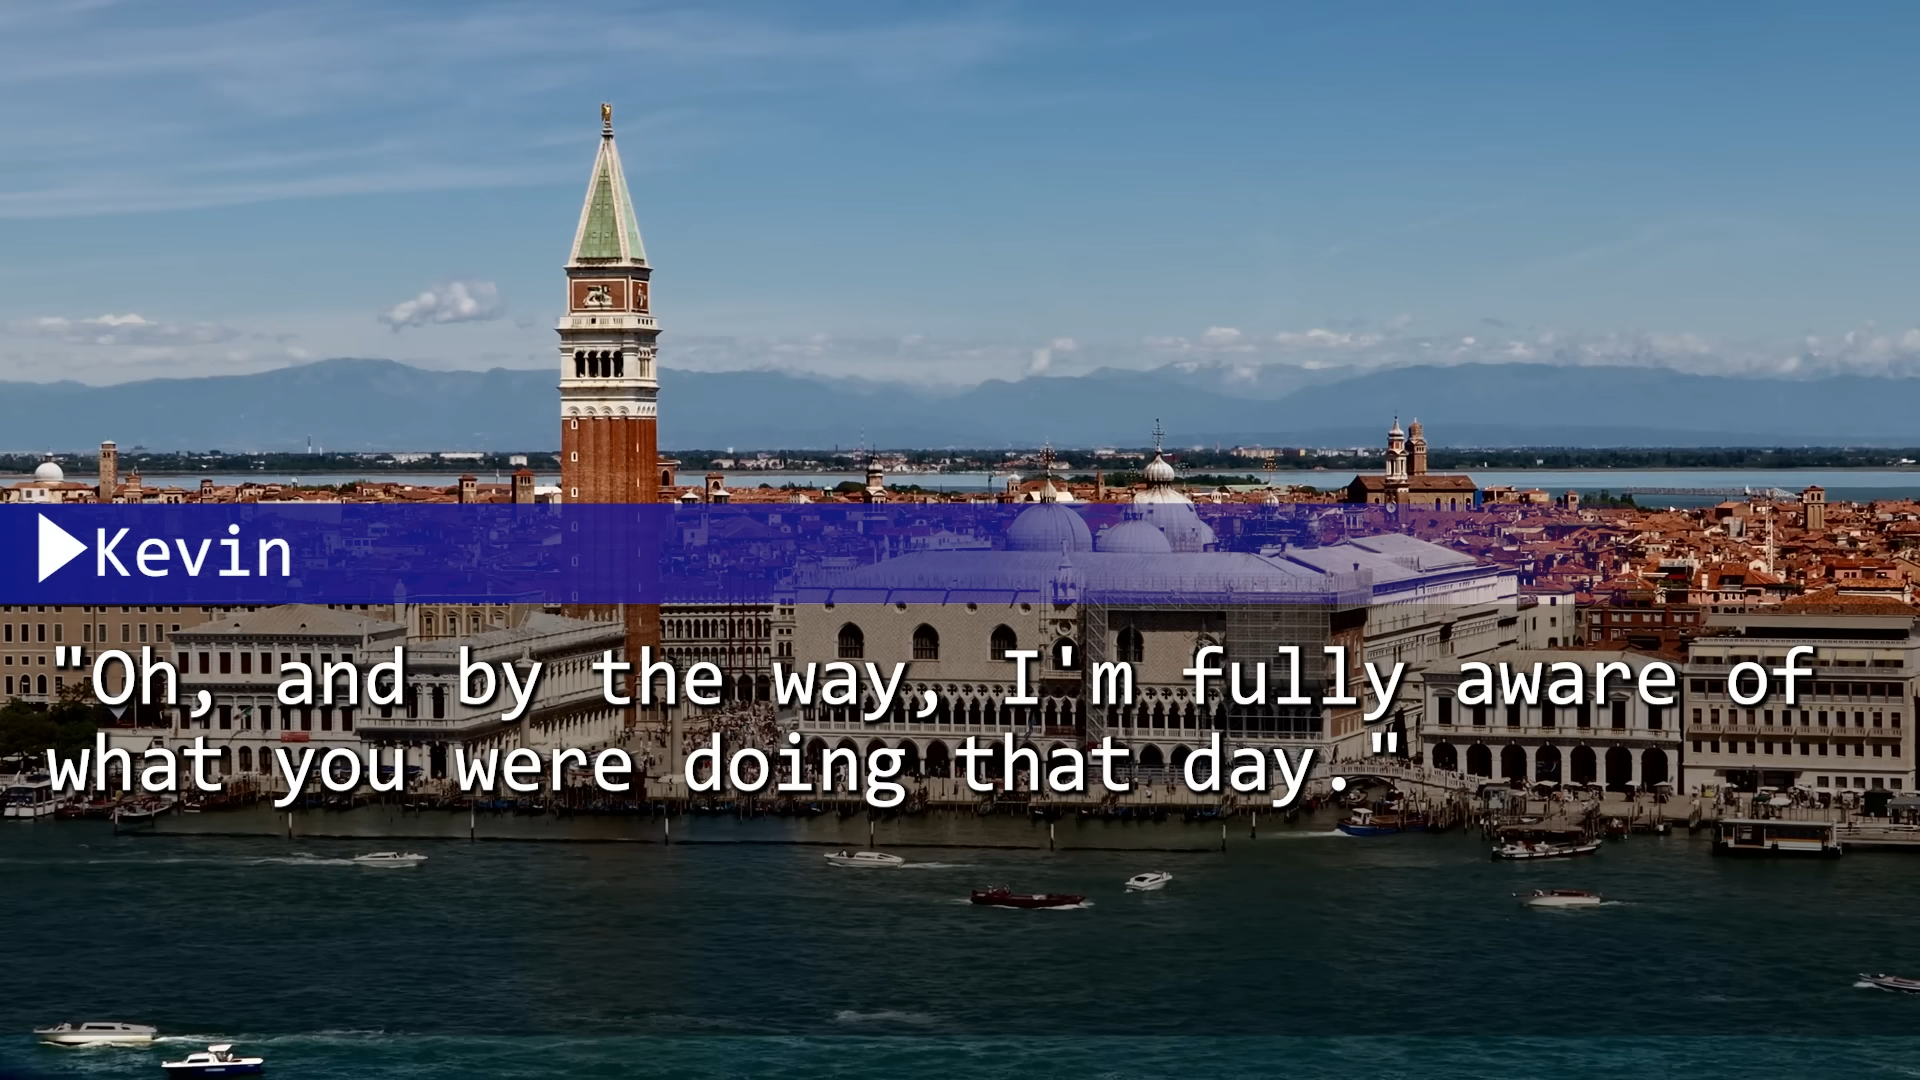 Kevin
"Oh, and by the way, I'm fully aware of
what you were doing that day."